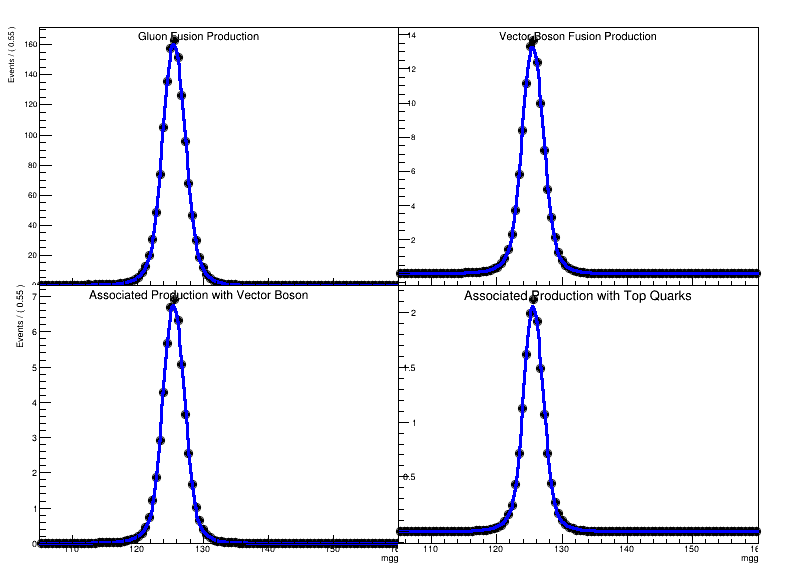 Gluon Fusion Production
Events / ( 0.55 )
160
140
120
100
80
60
40
20
0
Vector Boson Fusion Production
14
12
10
8
6
4
2
Associated Production with Vector Boson
Events / ( 0.55 )
7
6
5
4
3
2
1
0
110 120 130 140 150
mgg
Associated Production with Top Quarks
2
1.5
1
0.5
110 120 130 140 150 16
mgg